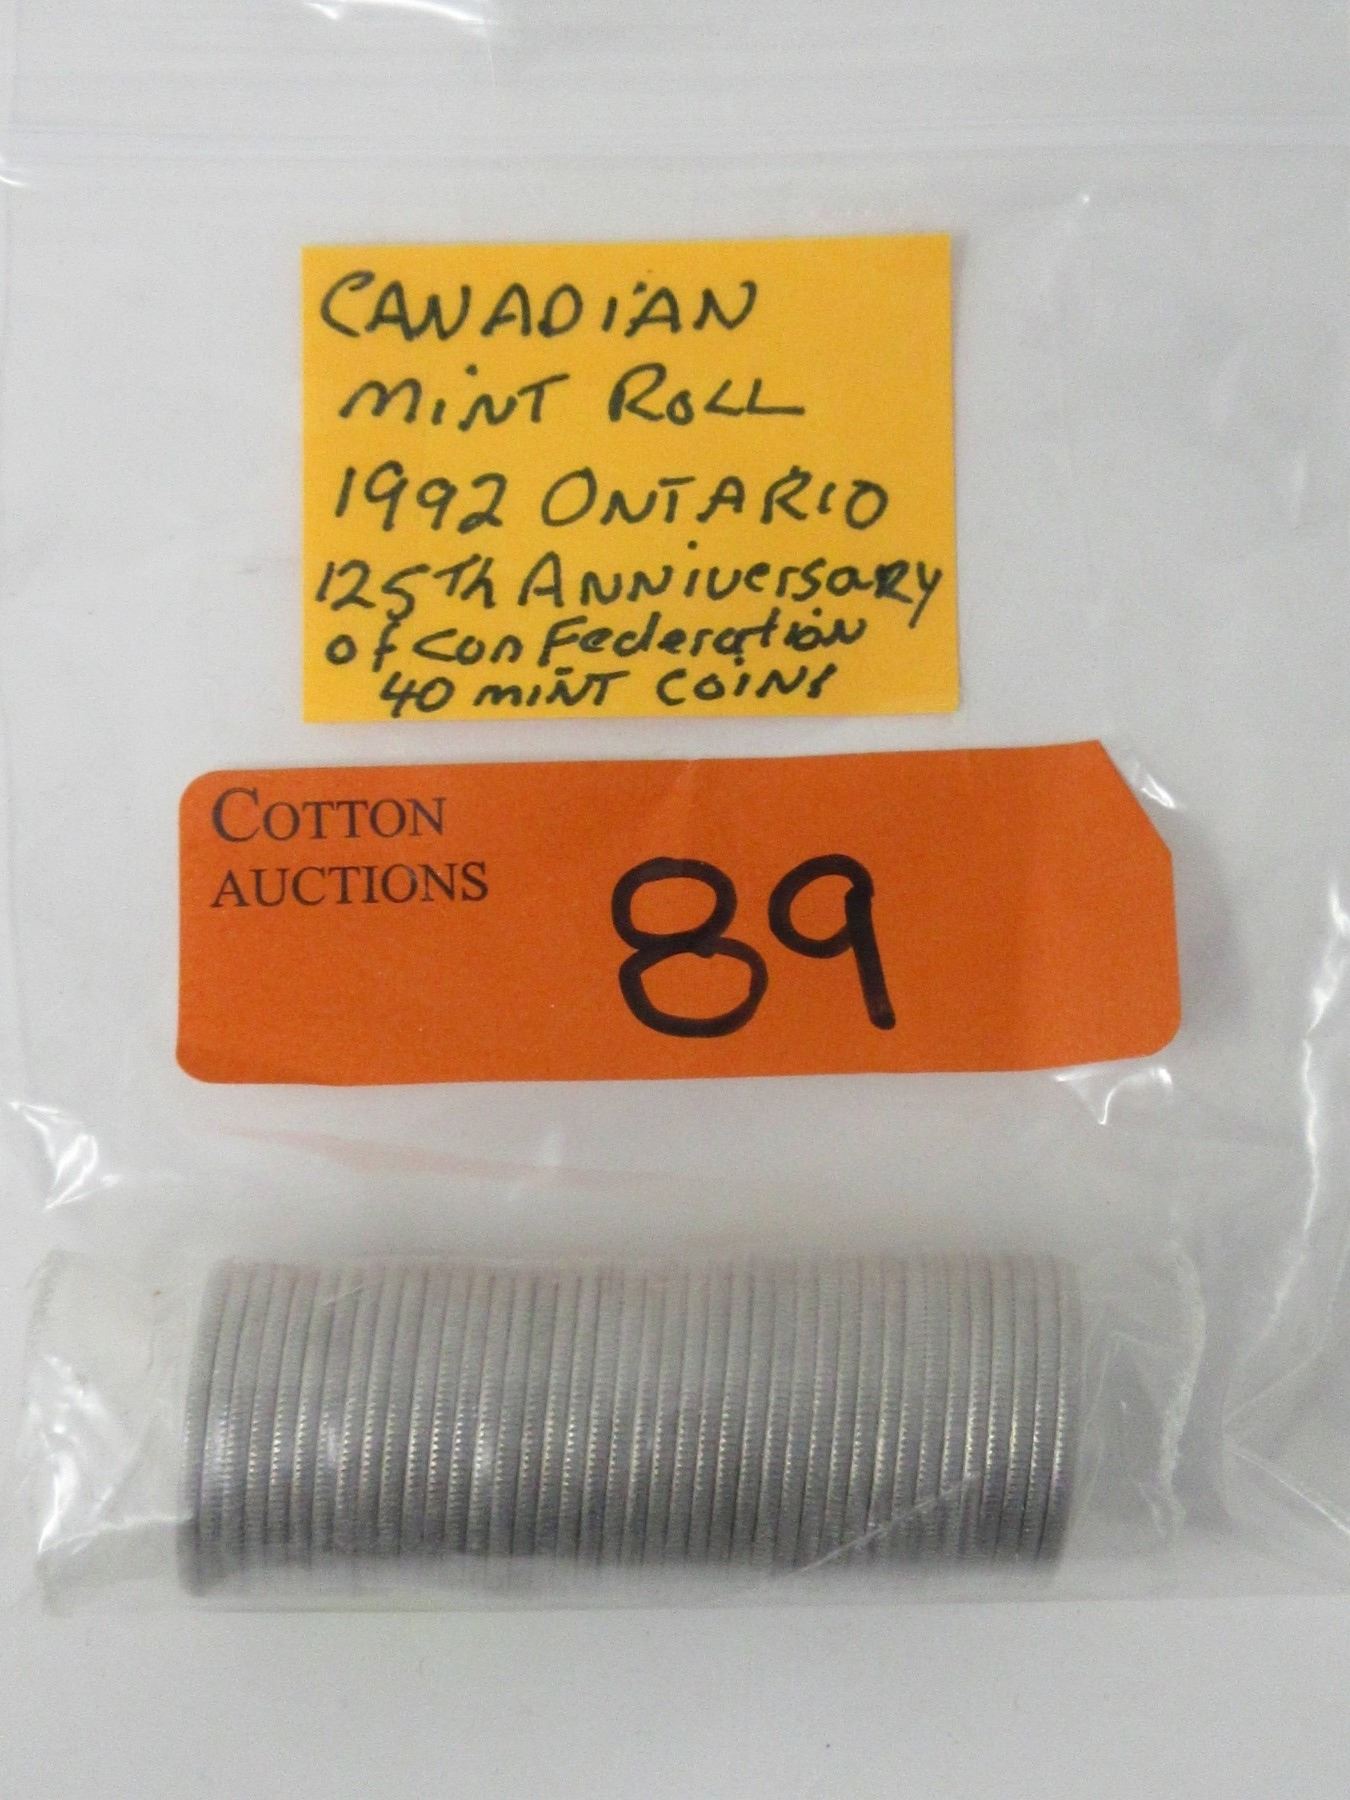 CANADIAN
MINT ROLL
1992 ONTARIO
125Th ANNIVersaRy
of ConFederation
40 MINT COINS
COTTON
AUCTIONS
89